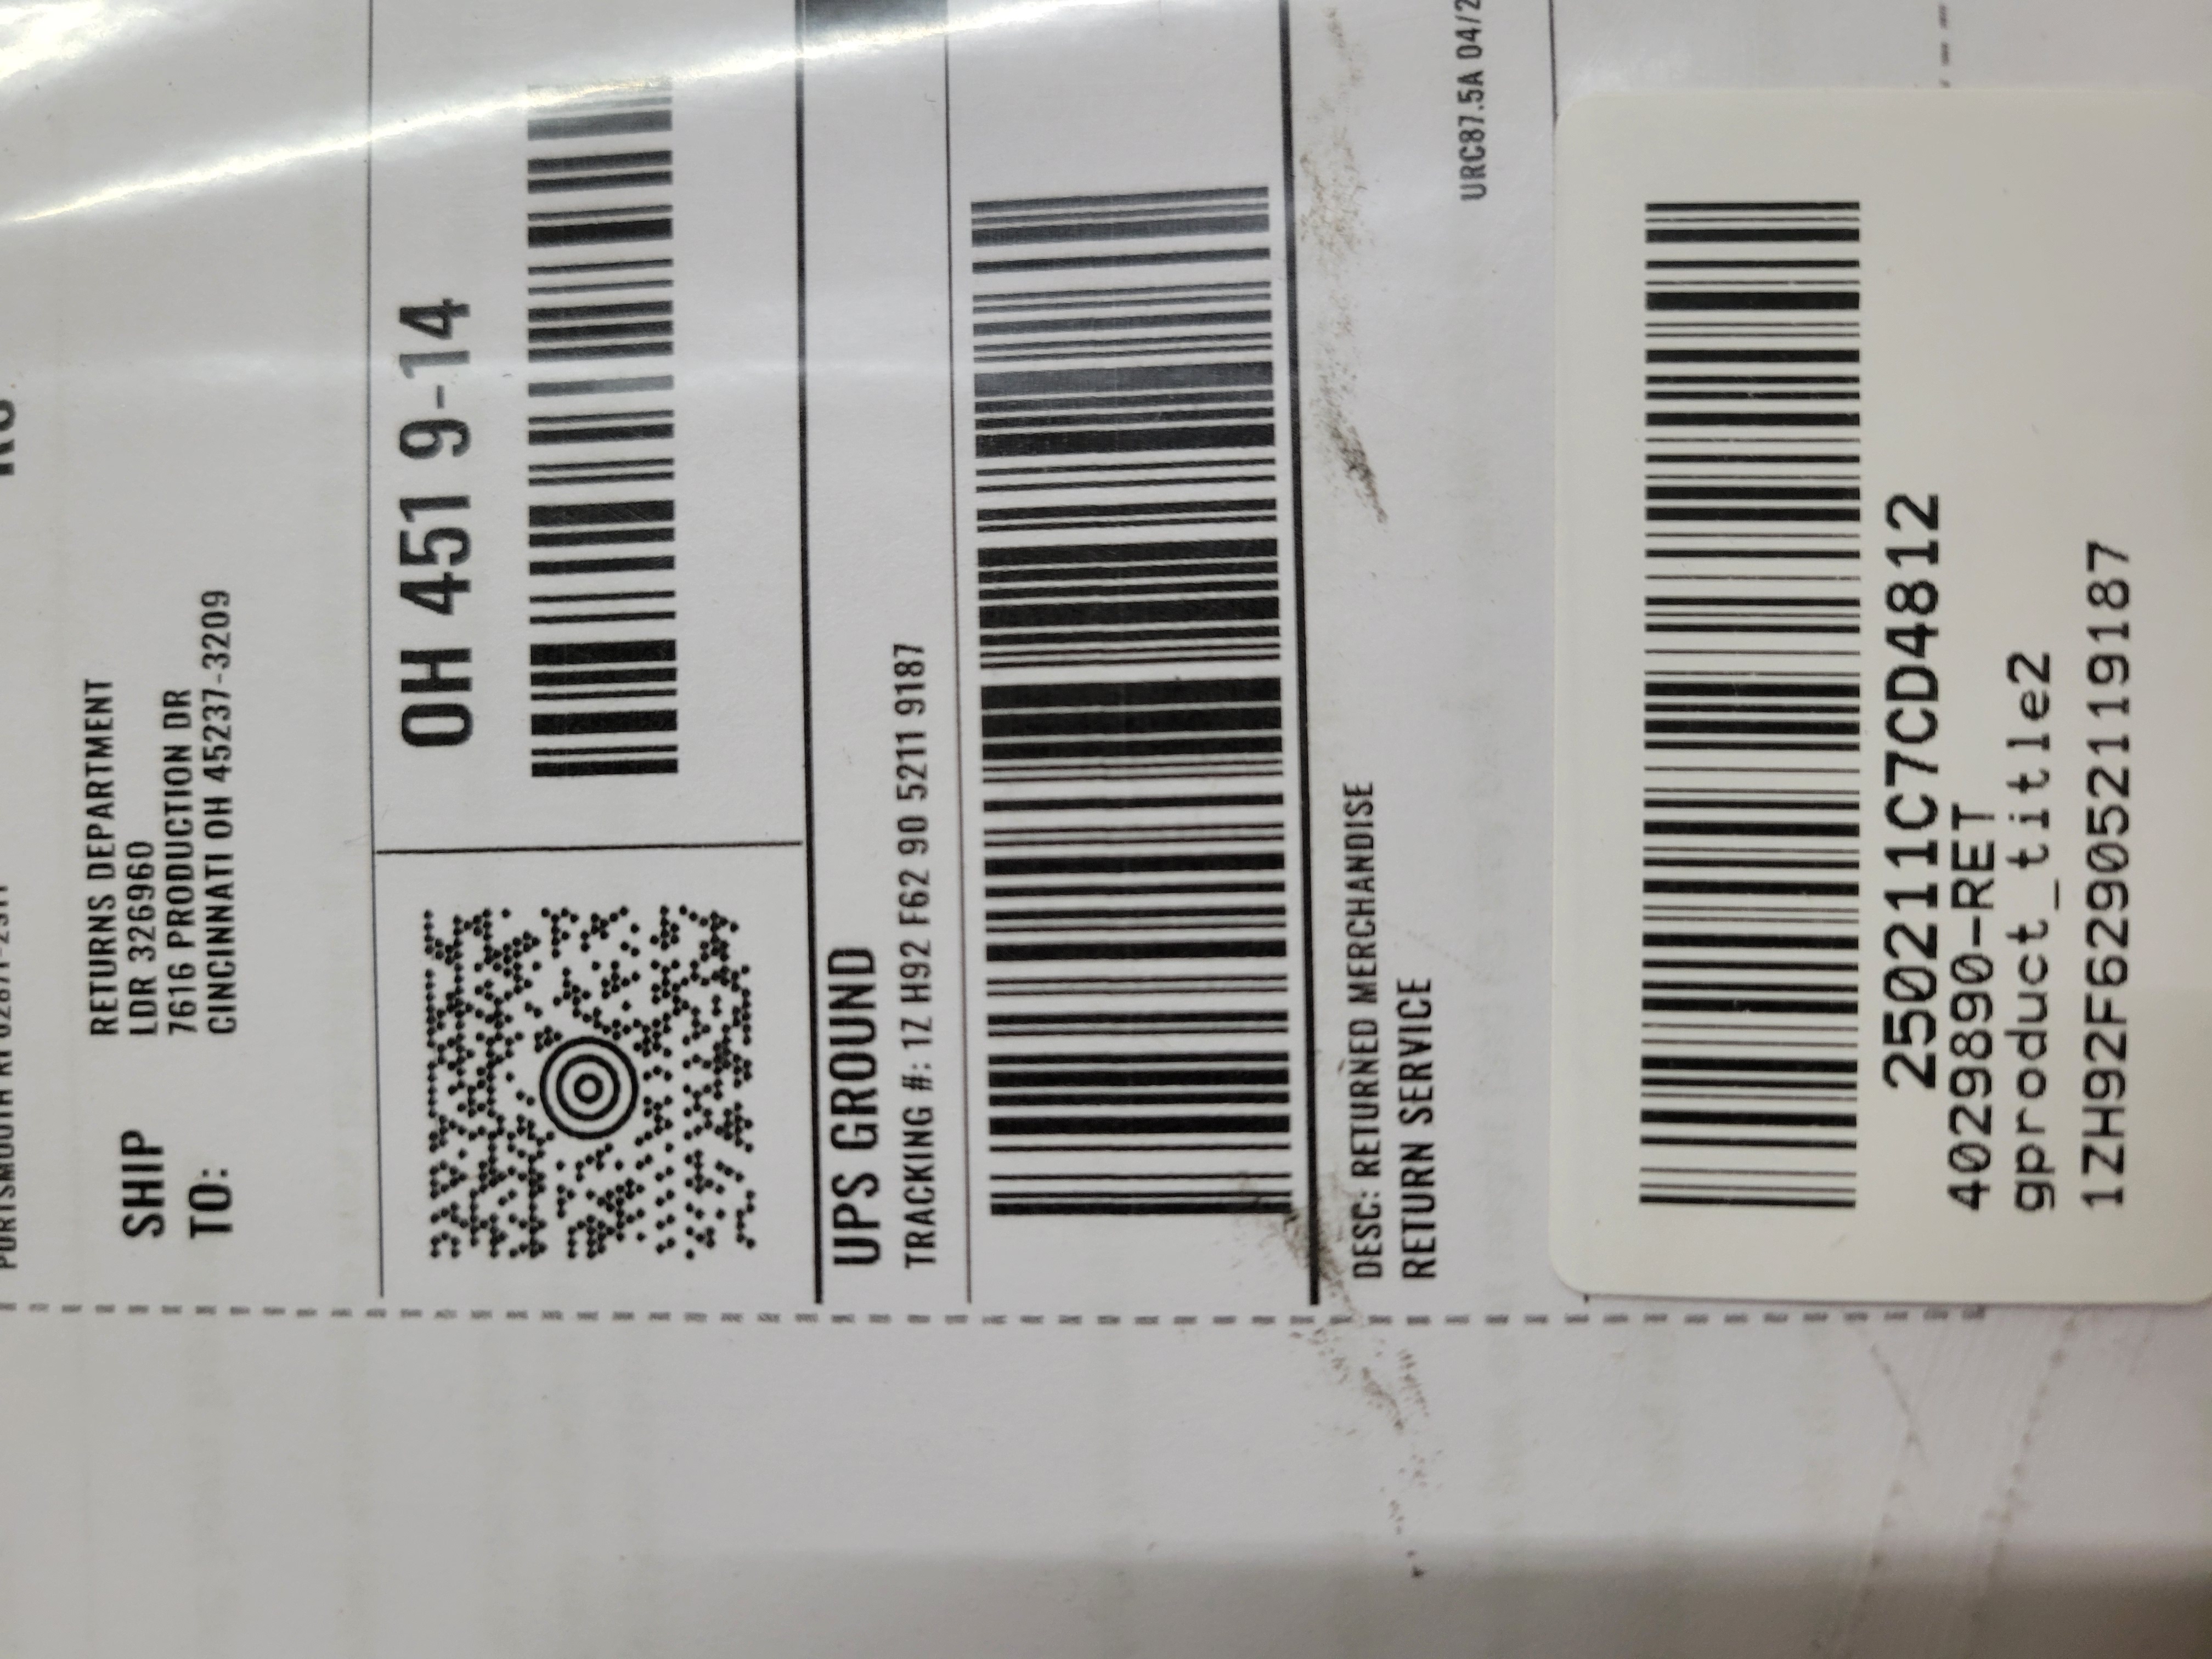 RETURNS DEPARTMENT
LDR 326960
7616 PRODUCTION DR
CINCINNATI OH 45237-3209
SHIP
TO:
OH 451 9-14
UPS GROUND
TRACKING #: 1Z H92 F62 90 5211 9187
DESC: RETURNED MERCHANDISE
RETURN SERVICE
URC87.5A 04/2
250211C7CD4812
4029890-RET
gproduct_title2
1ZH92F629052119187